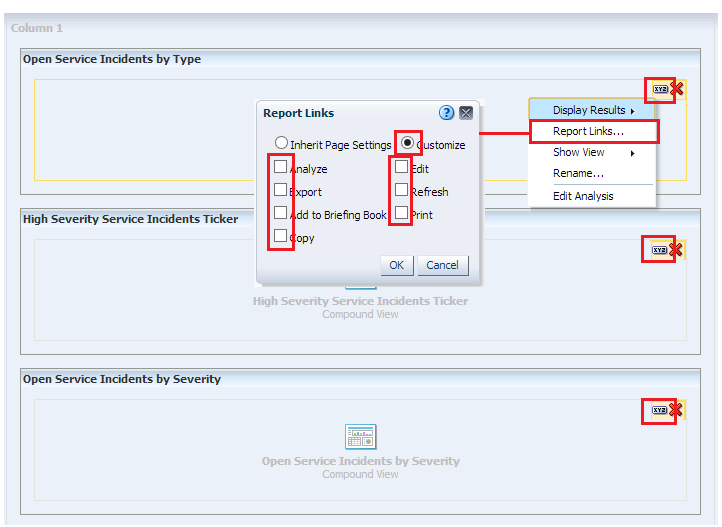 Column 1
Open Service Incidents by Type
XYZ
Display Results
Report Links...
Show View
Rename...
Edit Analysis
Report Links
?
Inherit Page Settings Customize
Analyze Edit
Export Refresh
Add to Briefing Book Print
Copy
OK Cancel
High Severity Service Incidents Ticker
XYZ
High Severity Service Incidents Ticker
Compound View
Open Service Incidents by Severity
XYZ
Open Service Incidents by Severity
Compound View